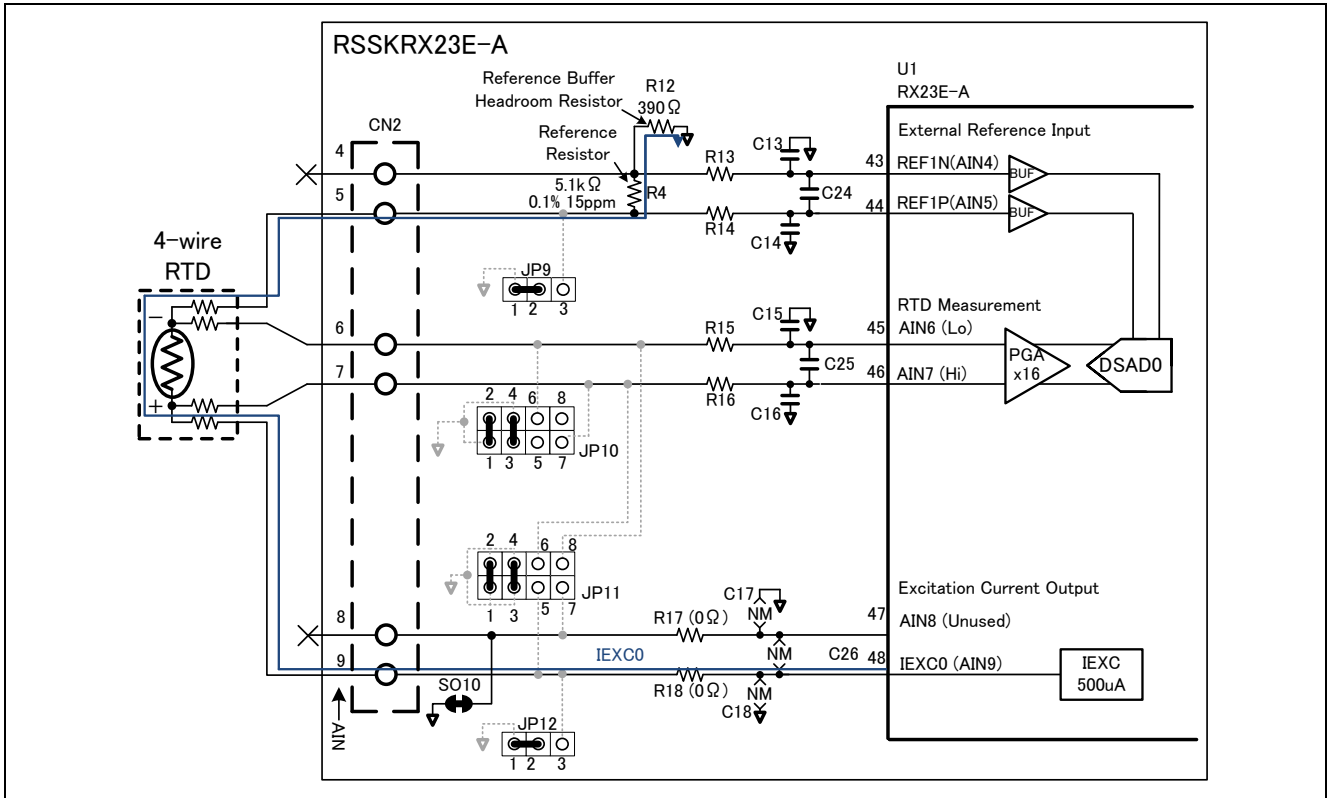 RSSKRX23E-A
U1
RX23E-A
Reference Buffer
Headroom Resistor
R12
390Ω
Reference
Resistor
5.1kΩ
0.1% 15ppm
R4
CN2
4
5
R13
R14
C13
C14
C24
43
44
External Reference Input
REF1N(AIN4)
REF1P(AIN5)
BUF
BUF
4-wire
RTD
−
+
JP9
1 2 3
6
7
R15
R16
C15
C16
C25
45
46
RTD Measurement
AIN6 (Lo)
AIN7 (Hi)
PGA
x16
DSAD0
2 4 6 8
JP10
1 3 5 7
2 4 6 8
JP11
1 3 5 7
8
9
R17 (0Ω)
IEXC0
R18 (0Ω)
C17
NM
NM
C26
NM
C18
47
48
Excitation Current Output
AIN8 (Unused)
IEXC0 (AIN9)
IEXC
500uA
SO10
JP12
1 2 3
AIN